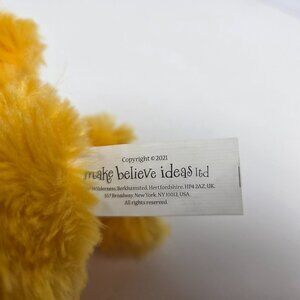 Copyright © 2021
make believe ideas ltd
Wilderness, Berkhamsted, Hertfordshire, HP4 2AZ, UK.
557 Broadway, New York, NY 10012, USA.
All rights reserved.